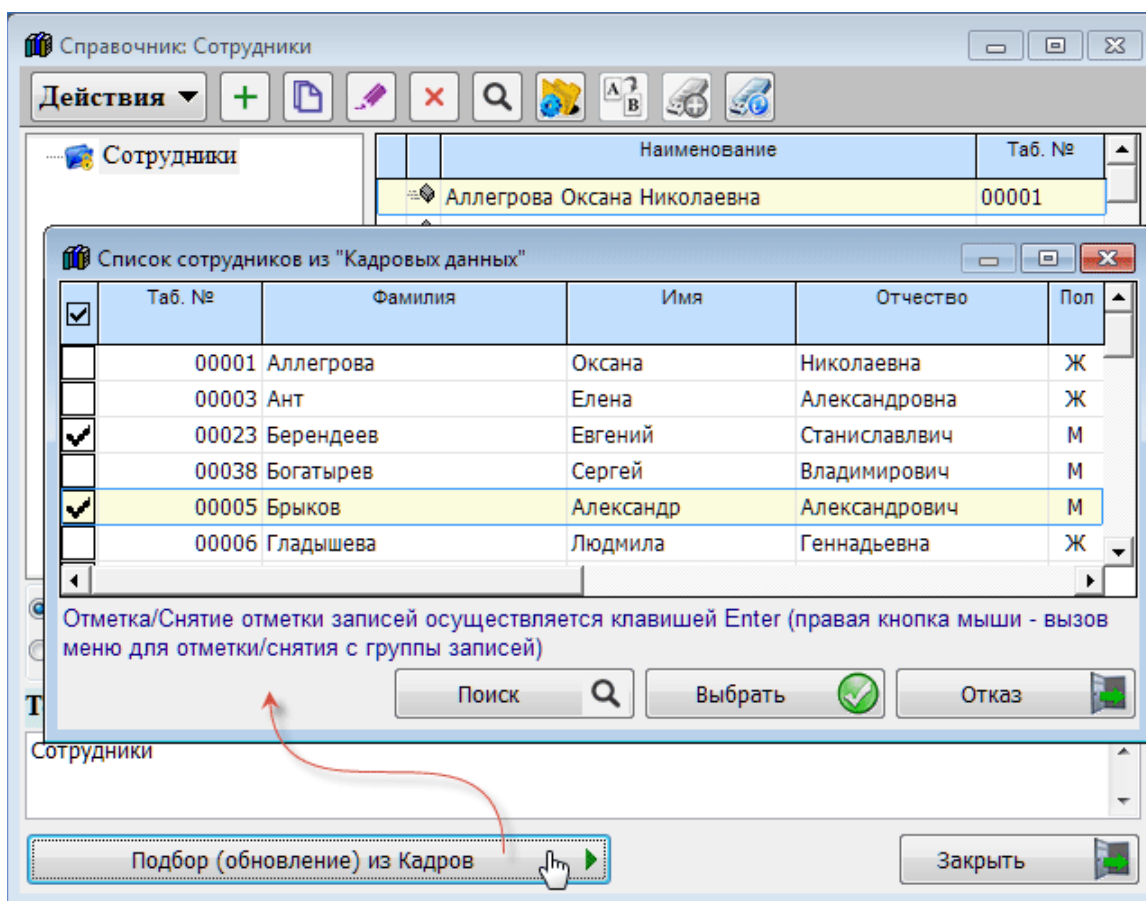 Справочник: Сотрудники
Действия
A B
Сотрудники
Наименование Таб. №
Аллегрова Оксана Николаевна 00001
Список сотрудников из "Кадровых данных"
Таб. № Фамилия Имя Отчество Пол
00001 Аллегрова Оксана Николаевна Ж
00003 Ант Елена Александровна Ж
00023 Берендеев Евгений Станиславлвич М
00038 Богатырев Сергей Владимирович М
00005 Брыков Александр Александрович М
00006 Гладышева Людмила Геннадьевна Ж
Отметка/Снятие отметки записей осуществляется клавишей Enter (правая кнопка мыши - вызов
меню для отметки/снятия с группы записей)
Поиск Выбрать Отказ
Сотрудники
Подбор (обновление) из Кадров Закрыть